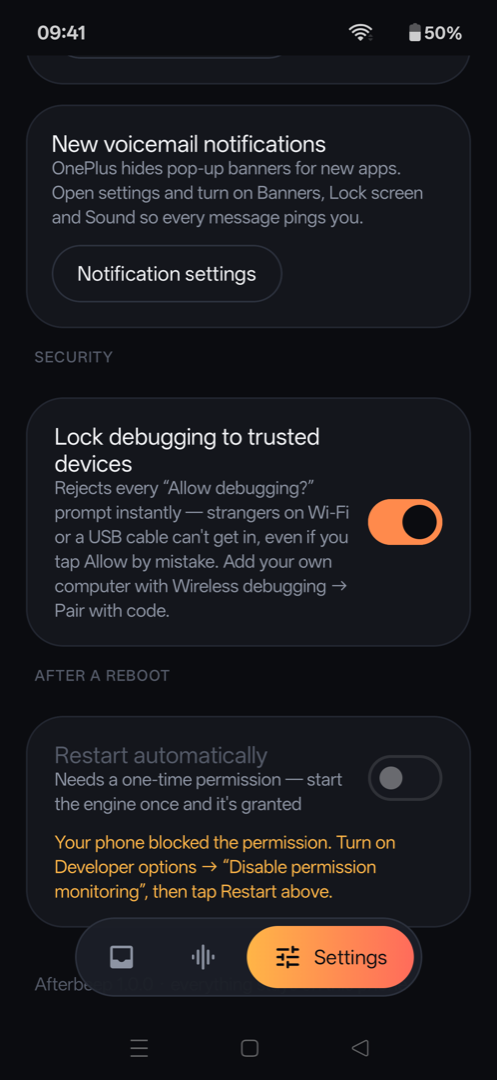 09:41
50%
New voicemail notifications
OnePlus hides pop-up banners for new apps.
Open settings and turn on Banners, Lock screen
and Sound so every message pings you.
Notification settings
SECURITY
Lock debugging to trusted
devices
Rejects every “Allow debugging?”
prompt instantly — strangers on Wi-Fi
or a USB cable can't get in, even if you
tap Allow by mistake. Add your own
computer with Wireless debugging →
Pair with code.
AFTER A REBOOT
Restart automatically
Needs a one-time permission — start
the engine once and it's granted
Your phone blocked the permission. Turn on
Developer options → “Disable permission
monitoring”, then tap Restart above.
Settings